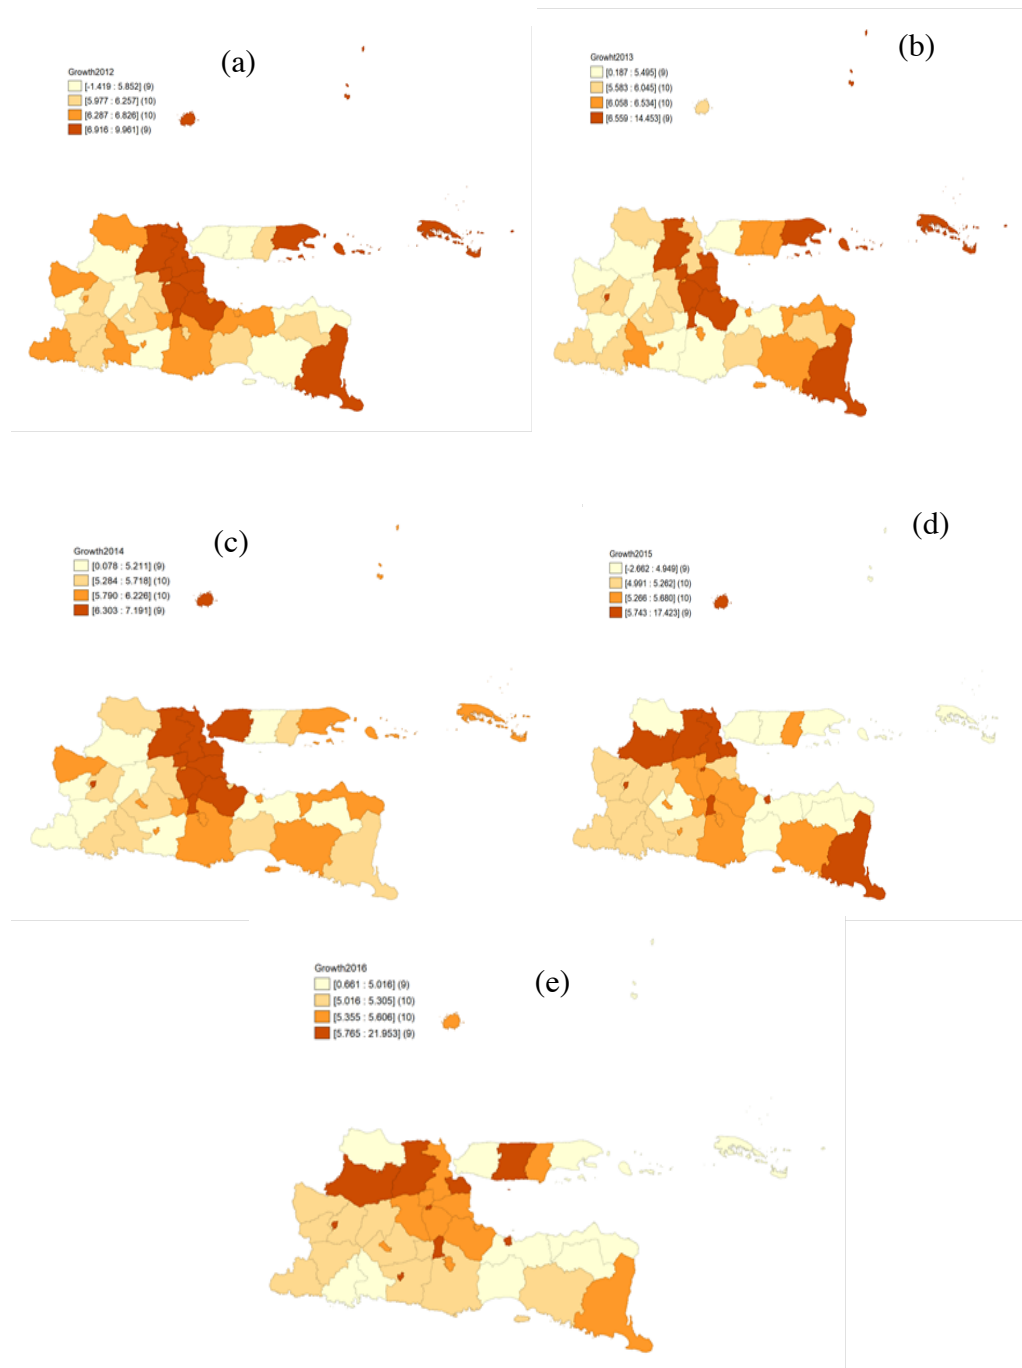 (a)
Growth2012
[-1.419 : 5.852] (9)
[5.977 : 6.257] (10)
[6.287 : 6.826] (10)
[6.916 : 9.961] (9)
(b)
Growht2013
[0.187 : 5.495] (9)
[5.583 : 6.045] (10)
[6.058 : 6.534] (10)
[6.559 : 14.453] (9)
(c)
Growth2014
[0.078 : 5.211] (9)
[5.284 : 5.718] (10)
[5.790 : 6.226] (10)
[6.303 : 7.191] (9)
(d)
Growth2015
[-2.662 : 4.949] (9)
[4.991 : 5.262] (10)
[5.266 : 5.680] (10)
[5.743 : 17.423] (9)
(e)
Growth2016
[0.661 : 5.016] (9)
[5.016 : 5.305] (10)
[5.355 : 5.606] (10)
[5.765 : 21.953] (9)